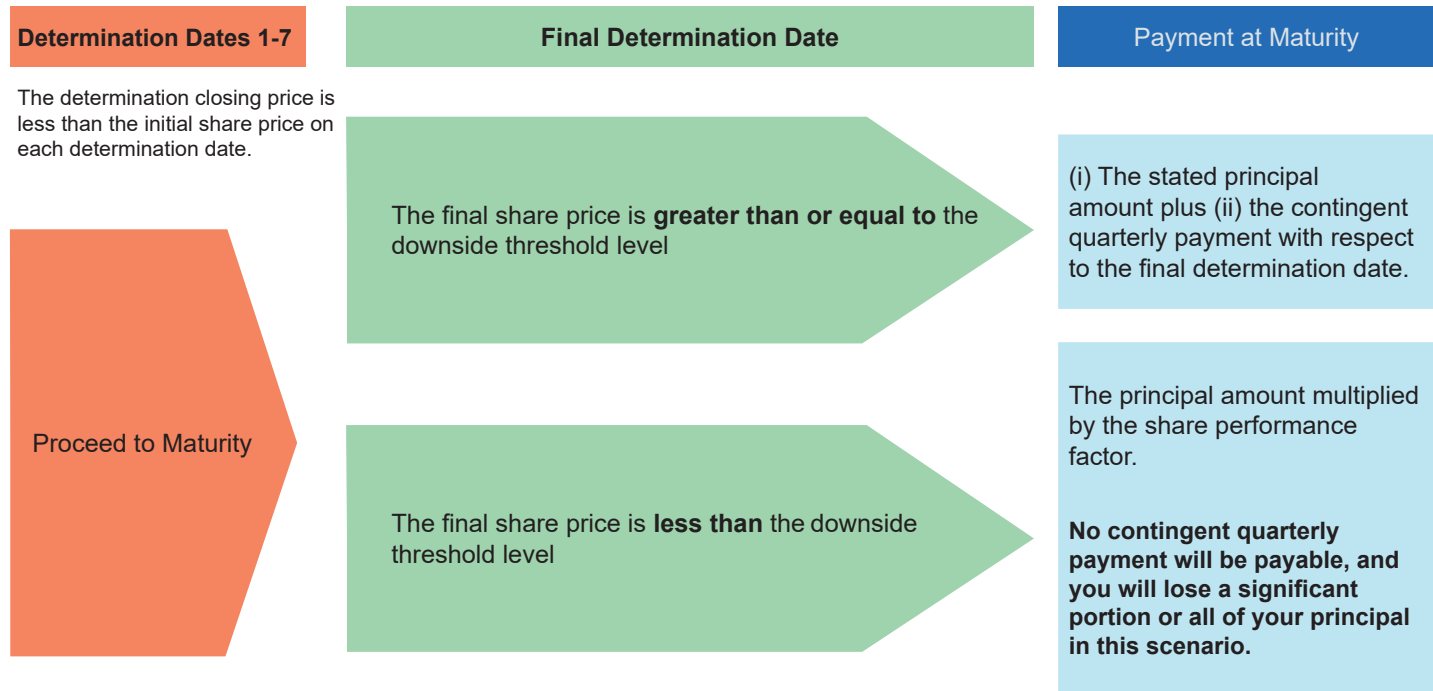 Determination Dates 1-7
Final Determination Date
Payment at Maturity
The determination closing price is
less than the initial share price on
each determination date.
Proceed to Maturity
The final share price is greater than or equal to the
downside threshold level
(i) The stated principal
amount plus (ii) the contingent
quarterly payment with respect
to the final determination date.
The final share price is less than the downside
threshold level
The principal amount multiplied
by the share performance
factor.
No contingent quarterly
payment will be payable, and
you will lose a significant
portion or all of your principal
in this scenario.